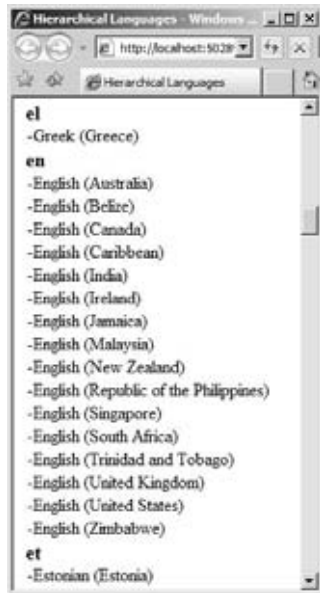 Hierarchical Languages - Windows ...
http://localhost:5028
Hierarchical Languages
el
-Greek (Greece)
en
-English (Australia)
-English (Belize)
-English (Canada)
-English (Caribbean)
-English (India)
-English (Ireland)
-English (Jamaica)
-English (Malaysia)
-English (New Zealand)
-English (Republic of the Philippines)
-English (Singapore)
-English (South Africa)
-English (Trinidad and Tobago)
-English (United Kingdom)
-English (United States)
-English (Zimbabwe)
et
-Estonian (Estonia)